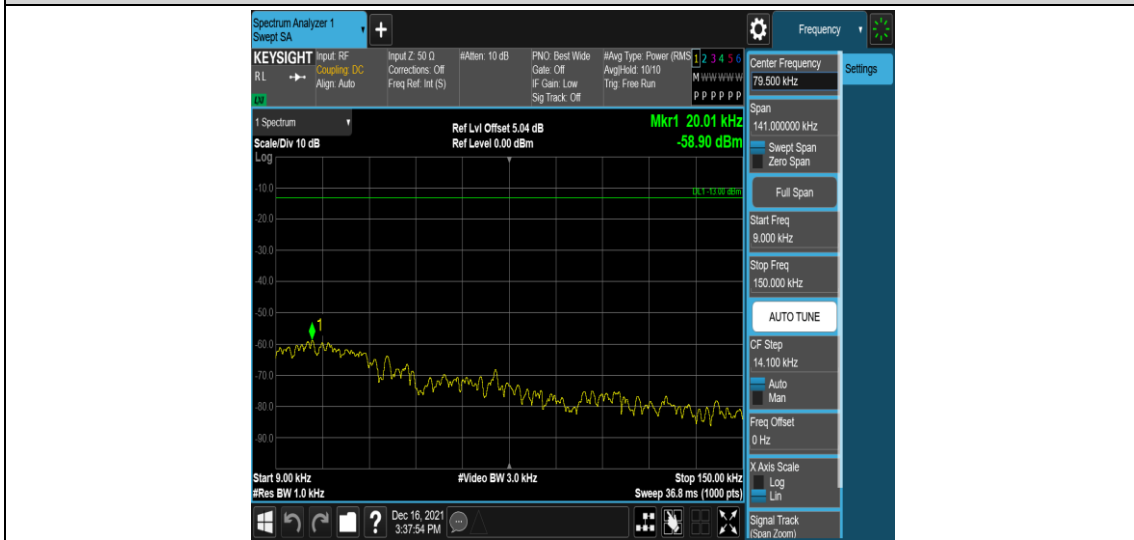 Spectrum Analyzer 1
Swept SA
+
Frequency
KEYSIGHT
RL
LXI
Input: RF
Coupling: DC
Align: Auto
Input Z: 50 Ω
Corrections: Off
Freq Ref: Int (S)
#Atten: 10 dB
PNO: Best Wide
Gate: Off
IF Gain: Low
Sig Track: Off
#Avg Type: Power (RMS
Avg|Hold: 10/10
Trig: Free Run
1 2 3 4 5 6
M W W W W W
P P P P P P
1 Spectrum
Scale/Div 10 dB
Log
Ref Lvl Offset 5.04 dB
Ref Level 0.00 dBm
Mkr1 20.01 kHz
-58.90 dBm
DL1 -13.00 dBm
-10.0
-20.0
-30.0
-40.0
-50.0
1
-60.0
-70.0
-80.0
-90.0
Start 9.00 kHz
#Res BW 1.0 kHz
#Video BW 3.0 kHz
Stop 150.00 kHz
Sweep 36.8 ms (1000 pts)
?
Dec 16, 2021
3:37:54 PM
Center Frequency
79.500 kHz
Settings
Span
141.000000 kHz
Swept Span
Zero Span
Full Span
Start Freq
9.000 kHz
Stop Freq
150.000 kHz
AUTO TUNE
CF Step
14.100 kHz
Auto
Man
Freq Offset
0 Hz
X Axis Scale
Log
Lin
Signal Track
(Span Zoom)